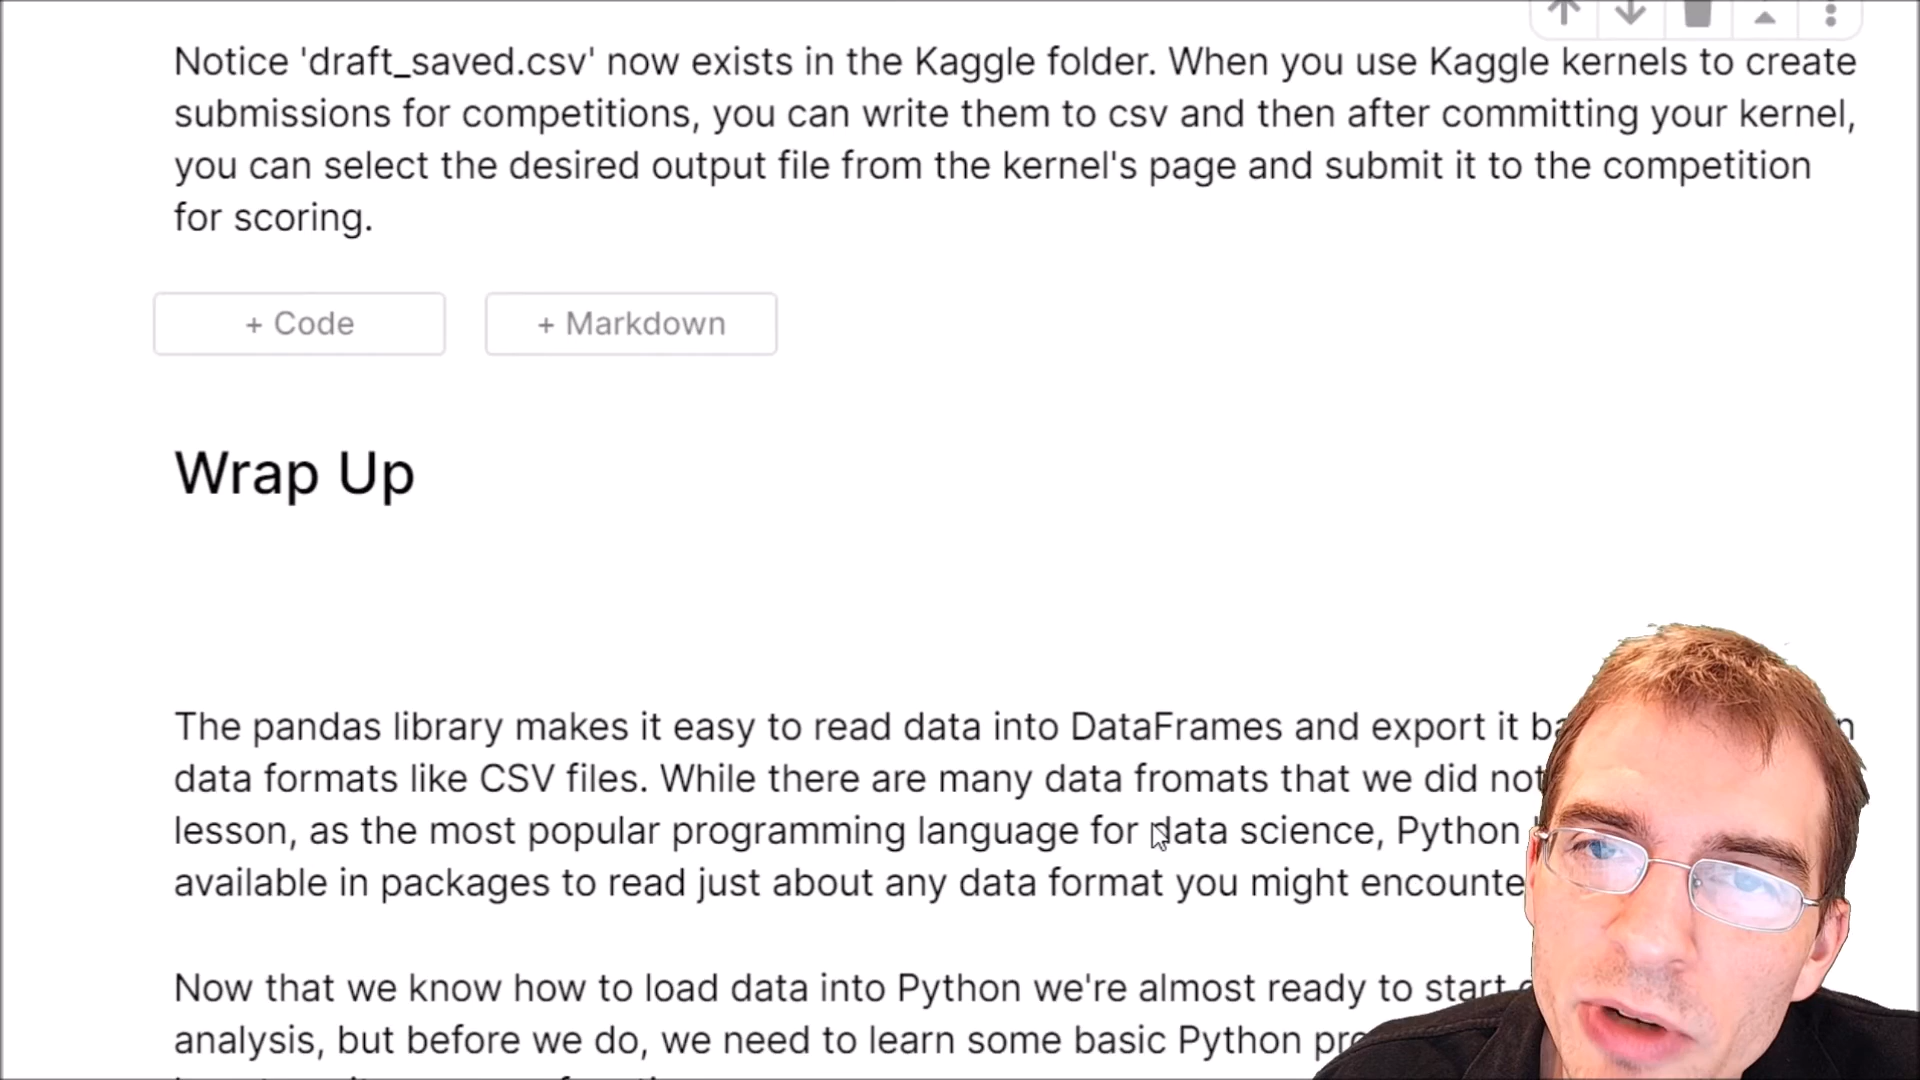 Notice 'draft_saved.csv' now exists in the Kaggle folder. When you use Kaggle kernels to create
submissions for competitions, you can write them to csv and then after committing your kernel,
you can select the desired output file from the kernel's page and submit it to the competition
for scoring.
+ Code
+ Markdown
Wrap Up
The pandas library makes it easy to read data into DataFrames and export it
data formats like CSV files. While there are many data fromats that we did not
lesson, as the most popular programming language for data science, Python
available in packages to read just about any data format you might
Now that we know how to load data into Python we're almost ready to start
analysis, but before we do, we need to learn some basic Python